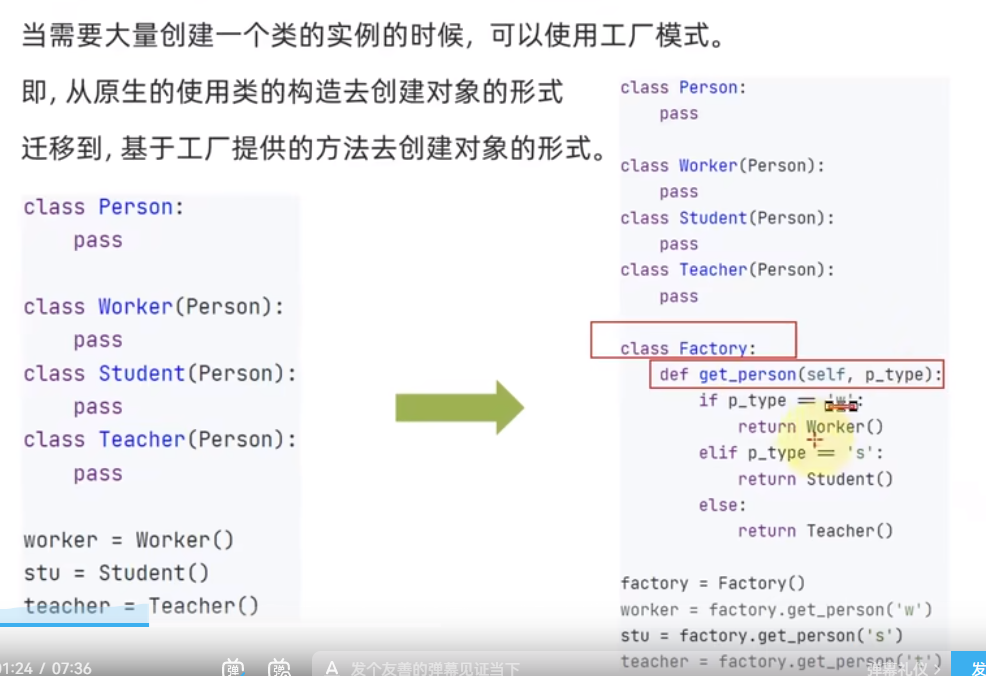 当需要大量创建一个类的实例的时候，可以使用工厂模式。
即, 从原生的使用类的构造去创建对象的形式
迁移到, 基于工厂提供的方法去创建对象的形式。
class Person:
pass
class Worker(Person):
pass
class Student(Person):
pass
class Teacher(Person):
pass
worker = Worker()
stu = Student()
teacher = Teacher()
class Person:
pass
class Worker(Person):
pass
class Student(Person):
pass
class Teacher(Person):
pass
class Factory:
def get_person(self, p_type):
if p_type == 'w':
return Worker()
elif p_type == 's':
return Student()
else:
return Teacher()
factory = Factory()
worker = factory.get_person('w')
stu = factory.get_person('s')
teacher = factory.get_person('t')
01:24 / 07:36
弹
弹
A 发个友善的弹幕见证当下
弹幕礼仪 >
发